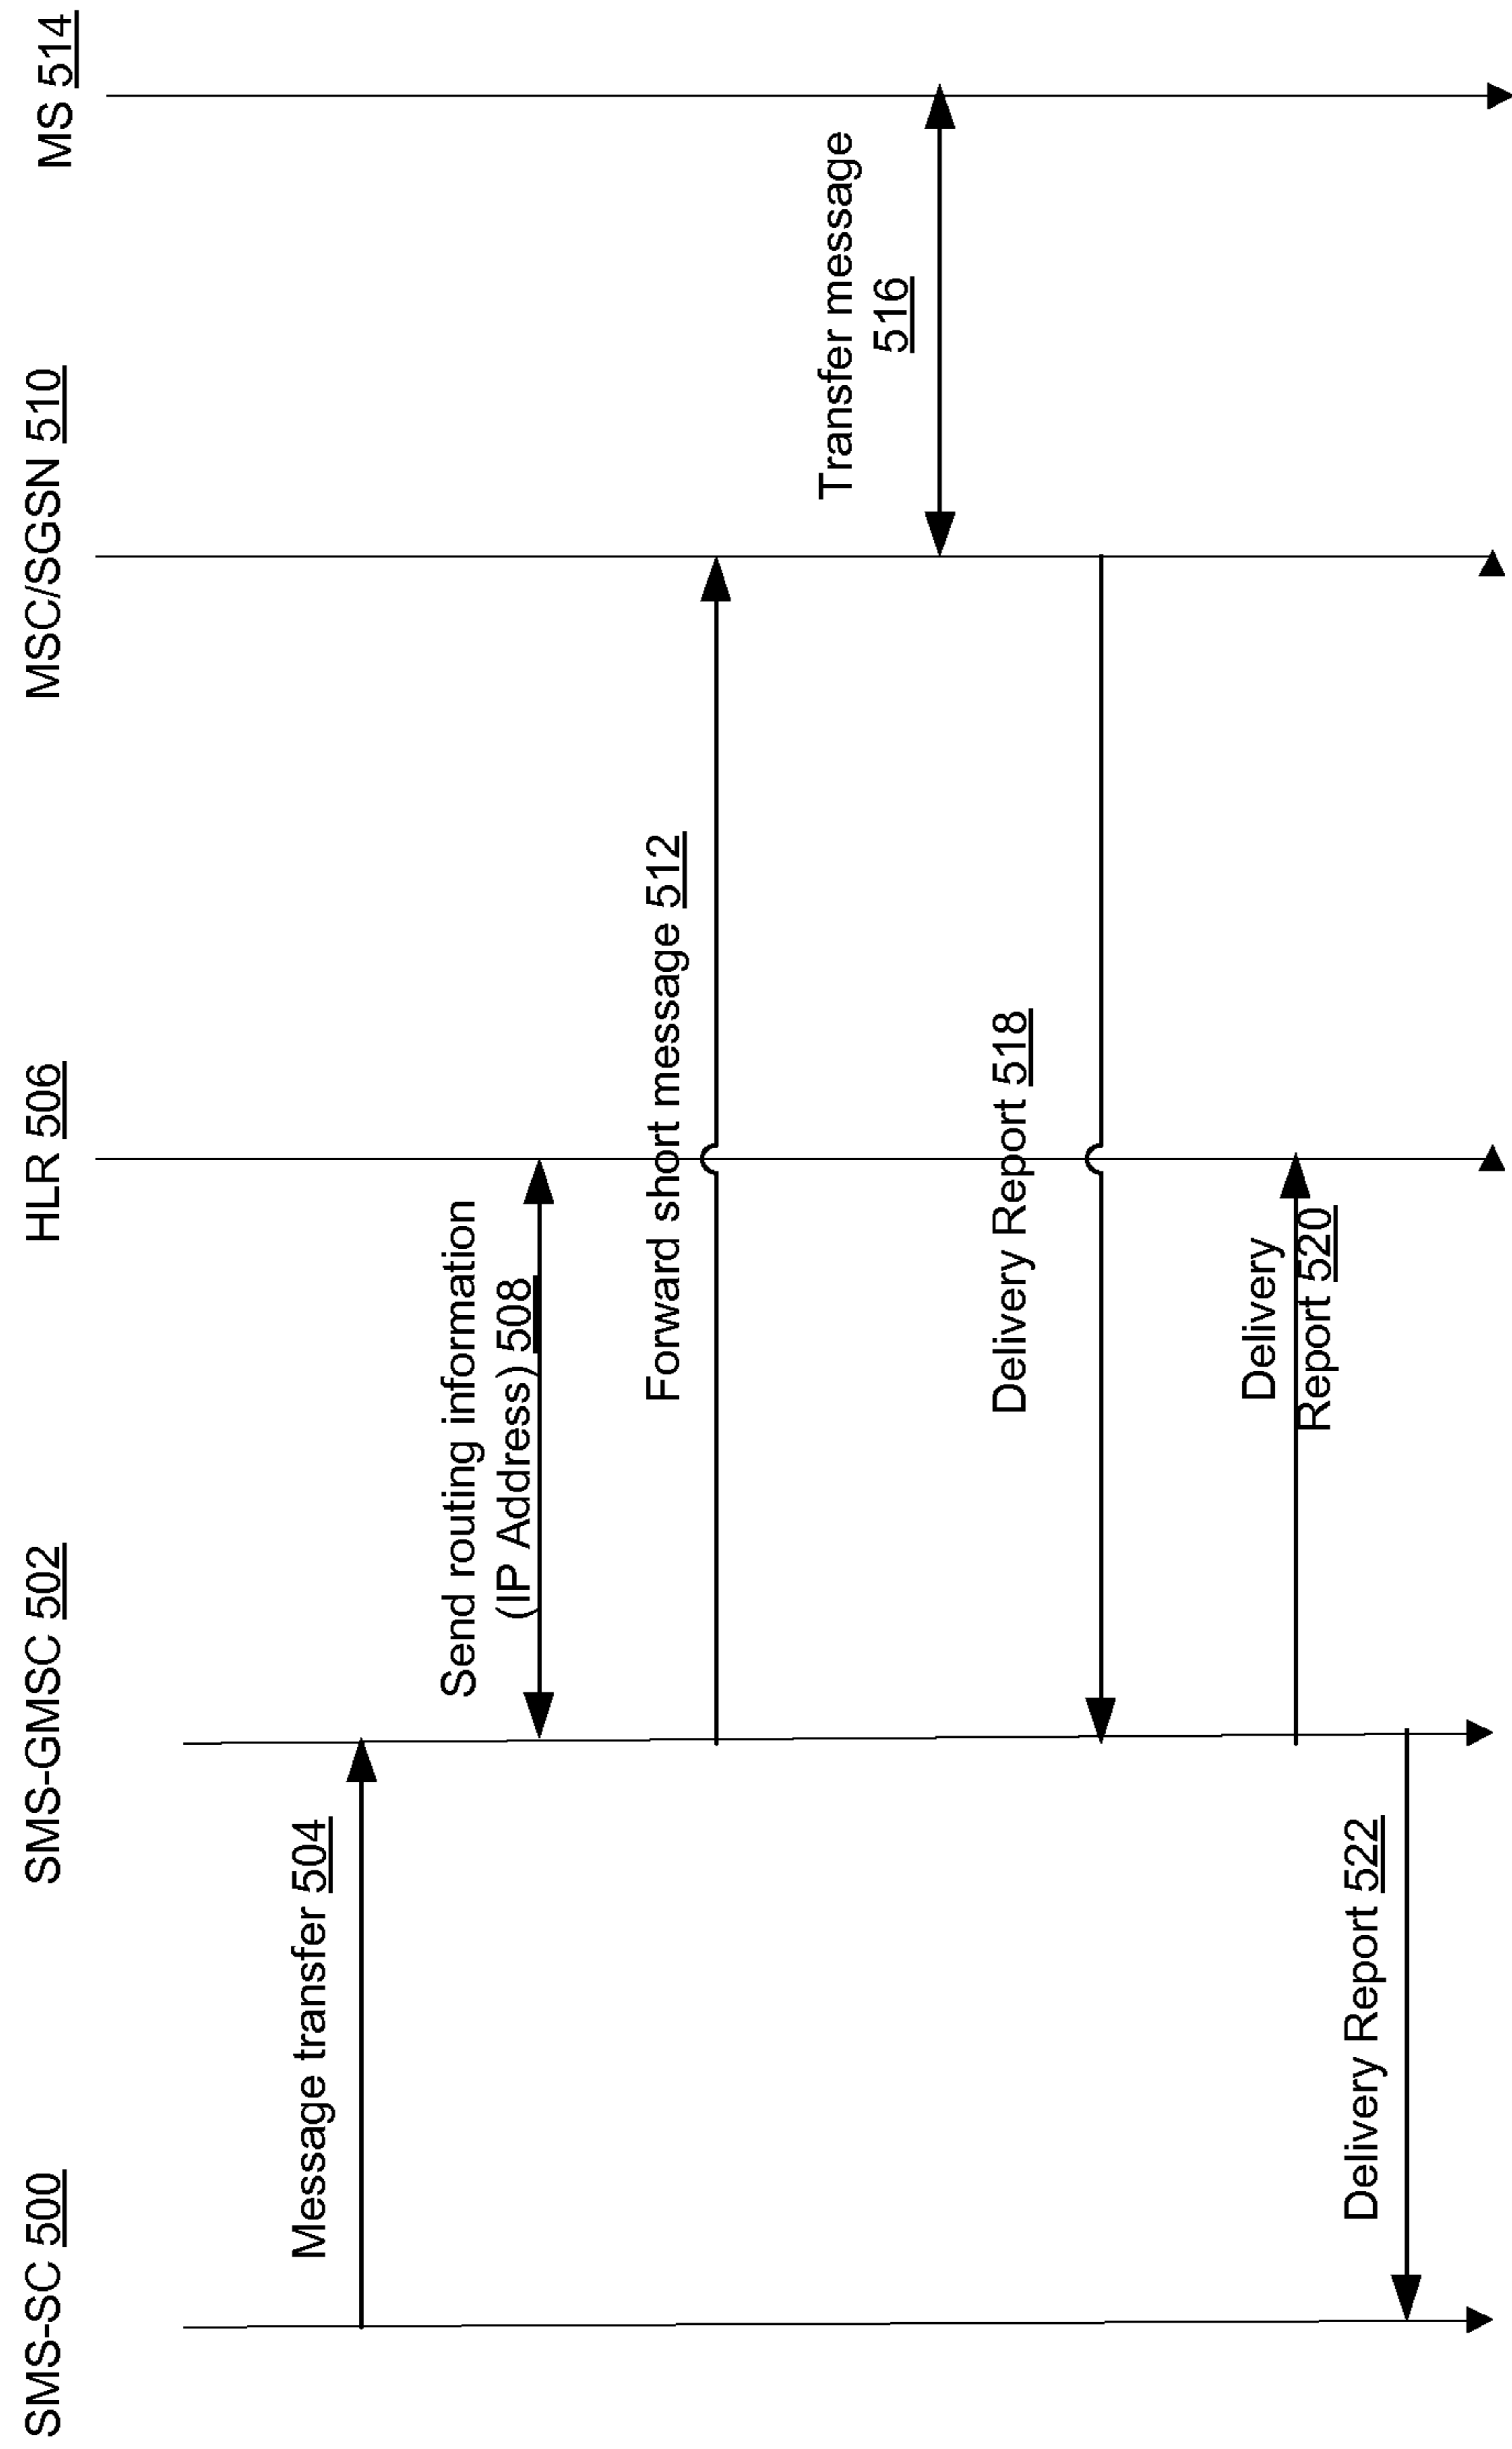 SMS-SC 500
SMS-GMSC 502
HLR 506
MSC/SGSN 510
MS 514
Message transfer 504
Send routing information
(IP Address) 508
Forward short message 512
Transfer message
516
Delivery Report 518
Delivery
Report 520
Delivery Report 522